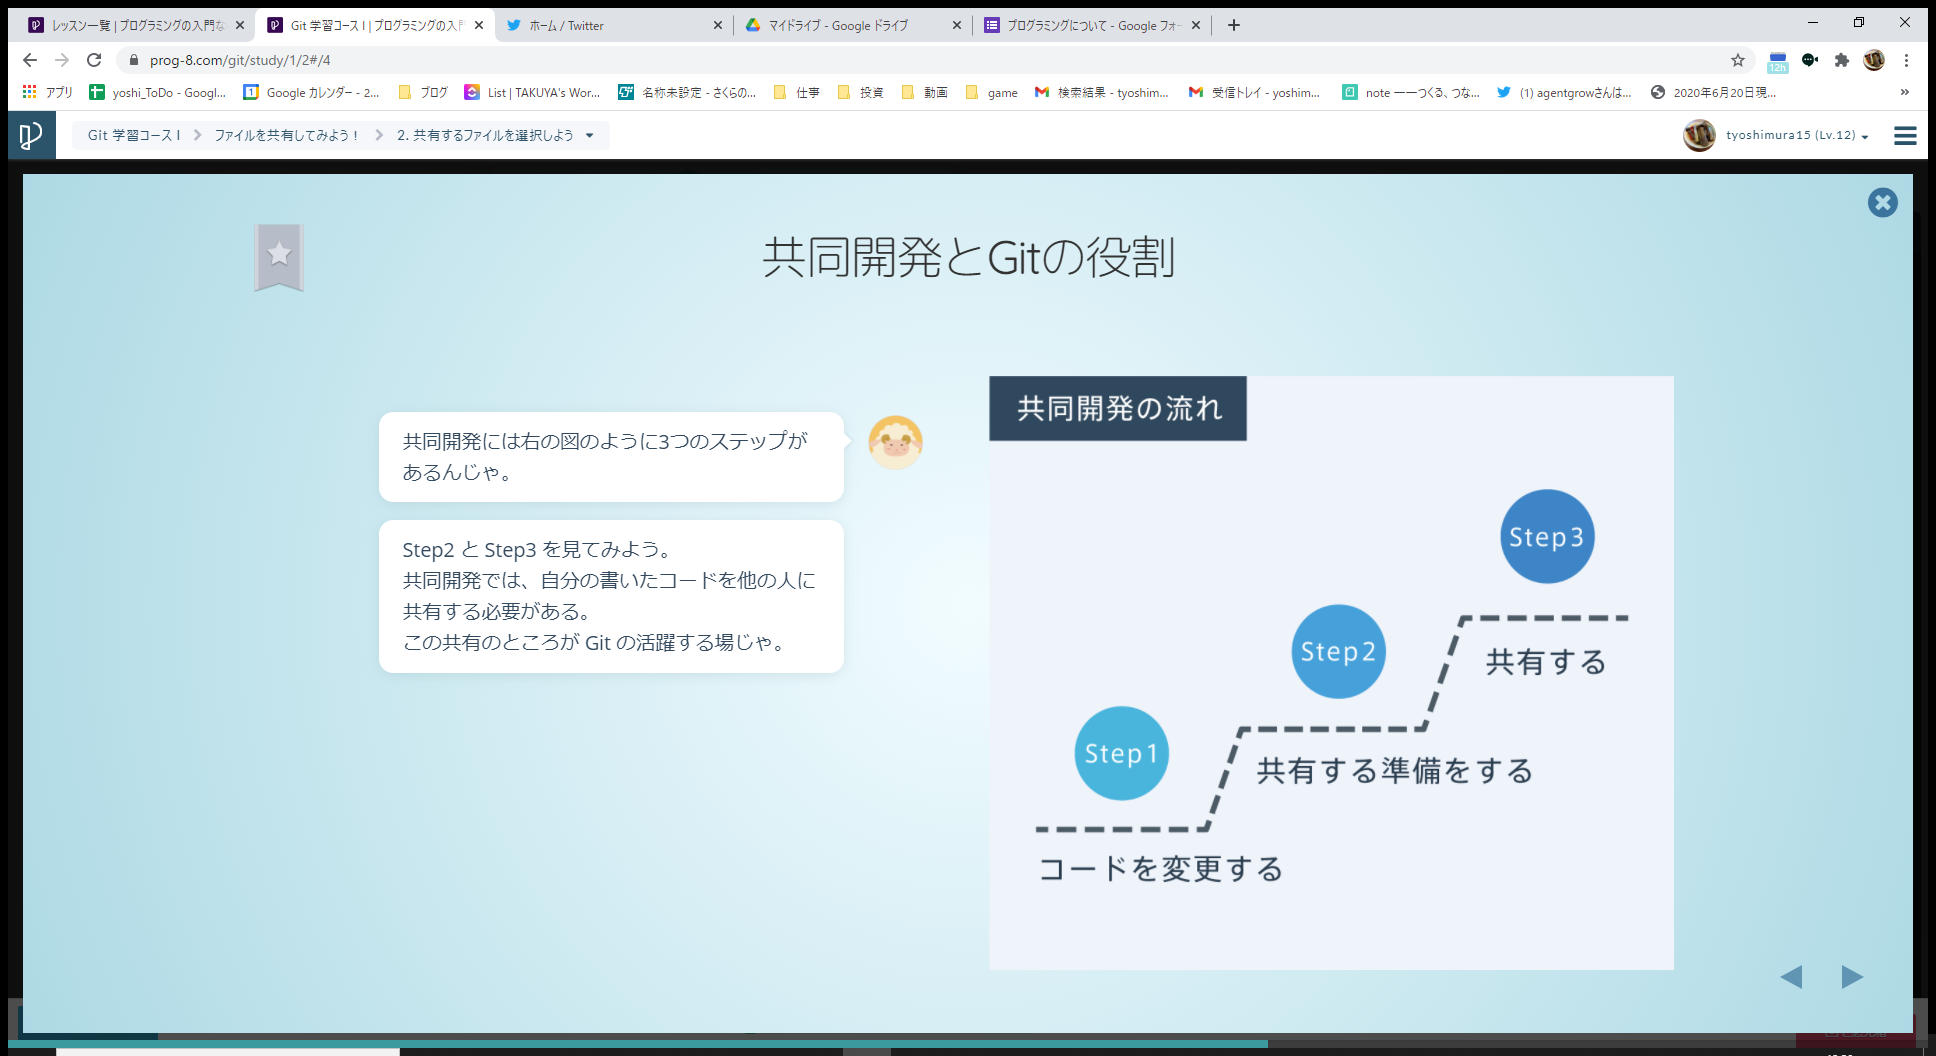 レッスン一覧 | プログラミングの入門な
Git 学習コース I | プログラミングの入
ホーム / Twitter
マイドライブ - Google ドライブ
プログラミングについて - Google フォー
prog-8.com/git/study/1/2#/4
12h
アプリ
yoshi_ToDo - Googl...
Google カレンダー - 2...
ブログ
List | TAKUYA's Wor...
名称未設定 - さくらの...
仕事
投資
動画
game
検索結果 - tyoshim...
受信トレイ - yoshim...
note ーーつくる、つな...
(1) agentgrowさんは...
2020年6月20日現...
»
Git 学習コース I
ファイルを共有してみよう！
2. 共有するファイルを選択しよう
tyoshimura15 (Lv.12)
共同開発とGitの役割
共同開発には右の図のように3つのステップが
あるんじゃ。
Step2 と Step3 を見てみよう。
共同開発では、自分の書いたコードを他の人に
共有する必要がある。
この共有のところが Git の活躍する場じゃ。
共同開発の流れ
Step3
共有する
Step2
共有する準備をする
Step1
コードを変更する